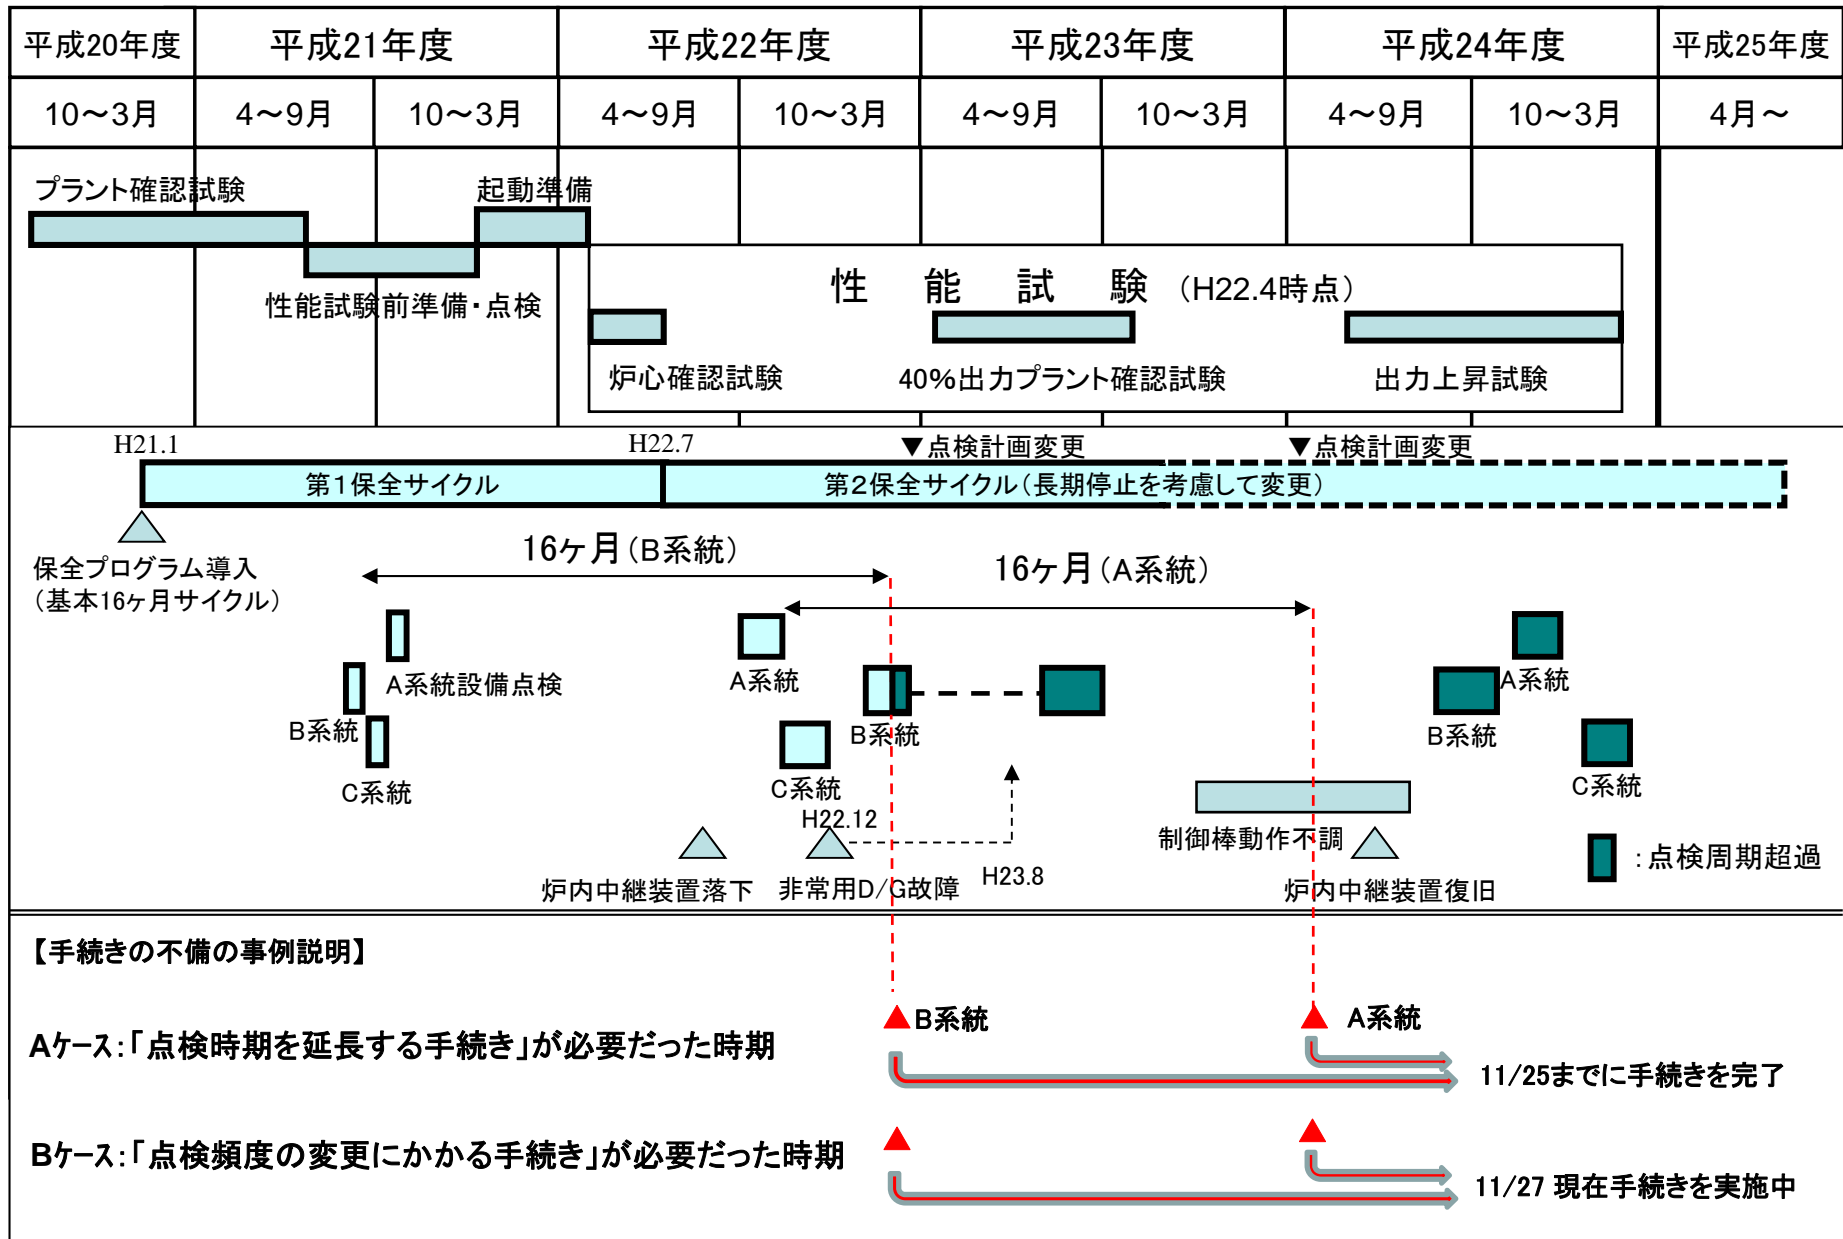 平成20年度 平成21年度 平成22年度 平成23年度 平成24年度 平成25年度
10～3月 4～9月 10～3月 4～9月 10～3月 4～9月 10～3月 4～9月 10～3月 4月～
プラント確認試験
起動準備
性能試験前準備・点検
性 能 試 験 （H22.4時点）
炉心確認試験
40%出力プラント確認試験
出力上昇試験
H21.1
H22.7
▼点検計画変更
▼点検計画変更
第1保全サイクル
第2保全サイクル（長期停止を考慮して変更）
保全プログラム導入
（基本16ヶ月サイクル）
16ヶ月（B系統）
16ヶ月（A系統）
A系統設備点検
B系統
C系統
A系統
B系統
C系統
A系統
B系統
C系統
H22.12
H23.8
炉内中継装置落下
非常用D/G故障
制御棒動作不調
炉内中継装置復旧
：点検周期超過
【手続きの不備の事例説明】
B系統
A系統
Aケース：「点検時期を延長する手続き」が必要だった時期
11/25までに手続きを完了
Bケース：「点検頻度の変更にかかる手続き」が必要だった時期
11/27 現在手続きを実施中